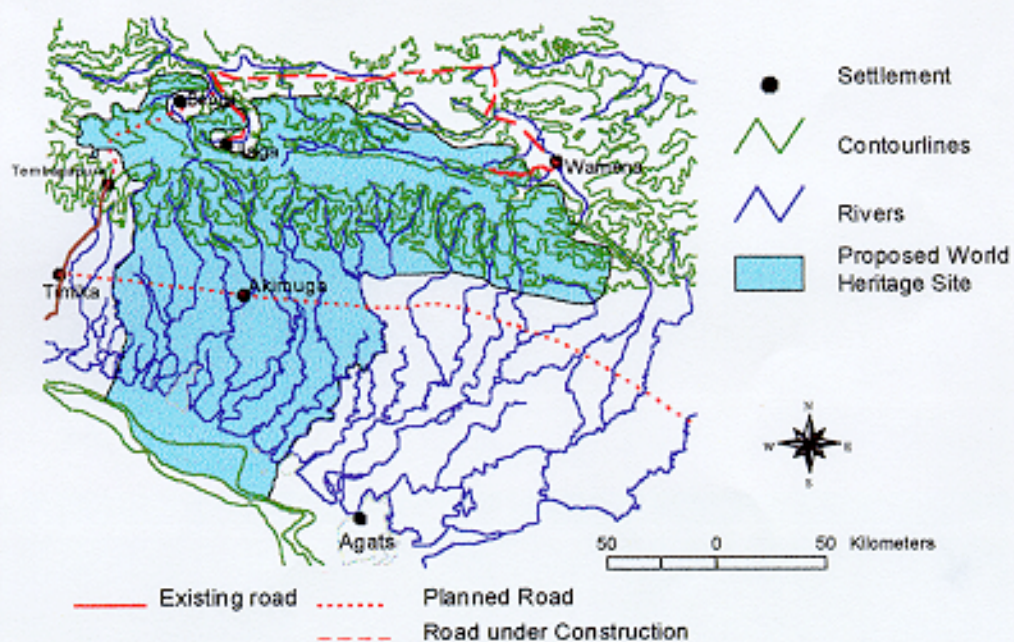 Settlement
Contourlines
Rivers
Proposed World
Heritage Site
Wamena
Timika
Akimuga
N
W
E
S
Agats
50 0 50 Kilometers
Existing road
Planned Road
Road under Construction